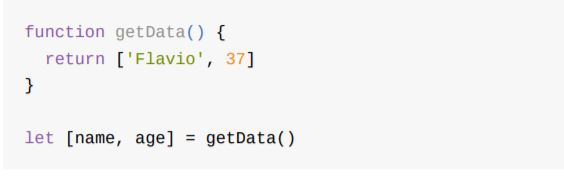 function getData() {
  return ['Flavio', 37]
}

let [name, age] = getData()